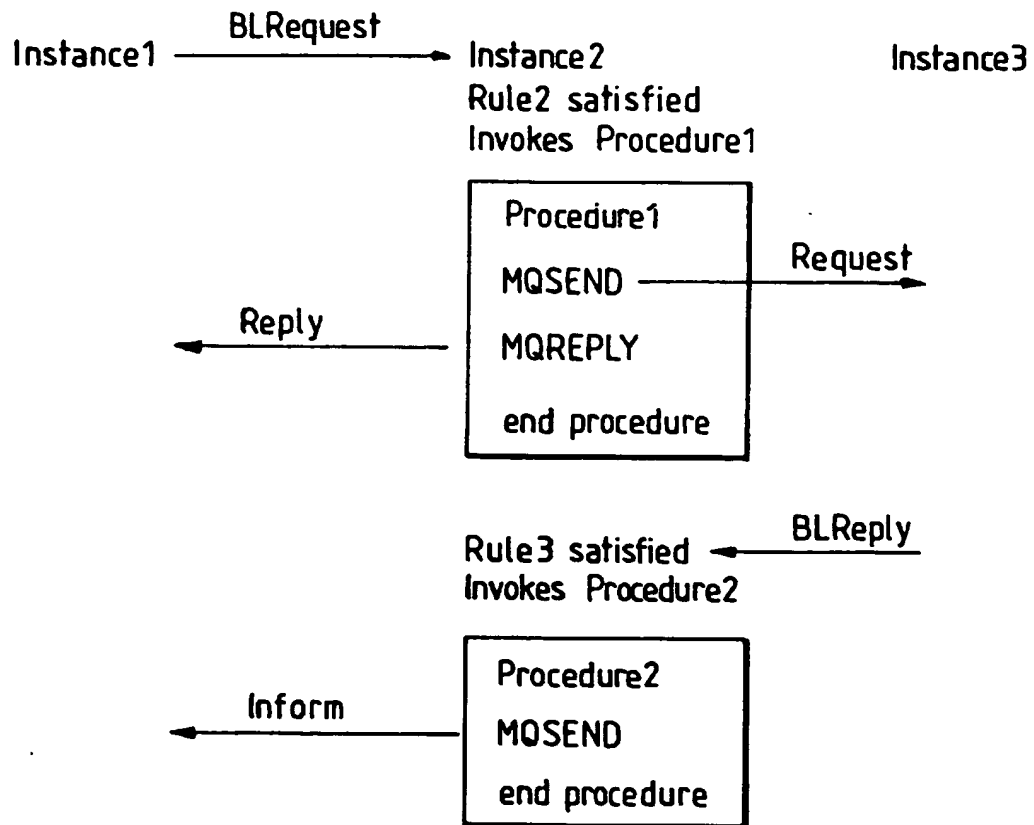 BLRequest
Instance1
Instance2
Instance3
Rule2 satisfied
Invokes Procedure1
Procedure1
MQSEND
Request
Reply
MQREPLY
end procedure
BLReply
Rule3 satisfied
Invokes Procedure2
Procedure2
Inform
MQSEND
end procedure